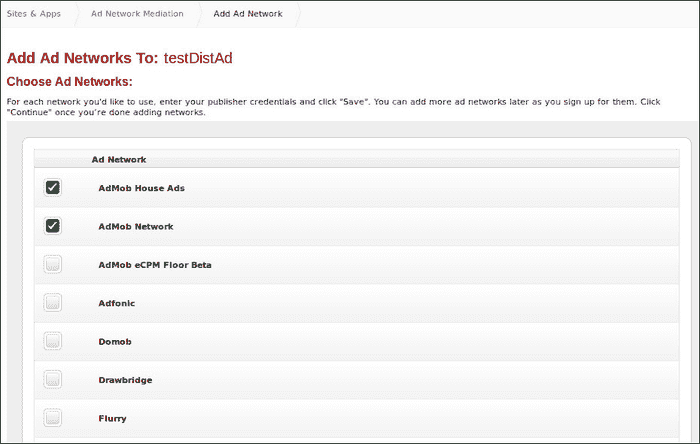 Sites & Apps Ad Network Mediation Add Ad Network
Add Ad Networks To: testDistAd
Choose Ad Networks:
For each network you'd like to use, enter your publisher credentials and click "Save". You can add more ad networks later as you sign up for them. Click
"Continue" once you're done adding networks.
Ad Network
AdMob House Ads
AdMob Network
AdMob eCPM Floor Beta
Adfonic
Domob
Drawbridge
Flurry